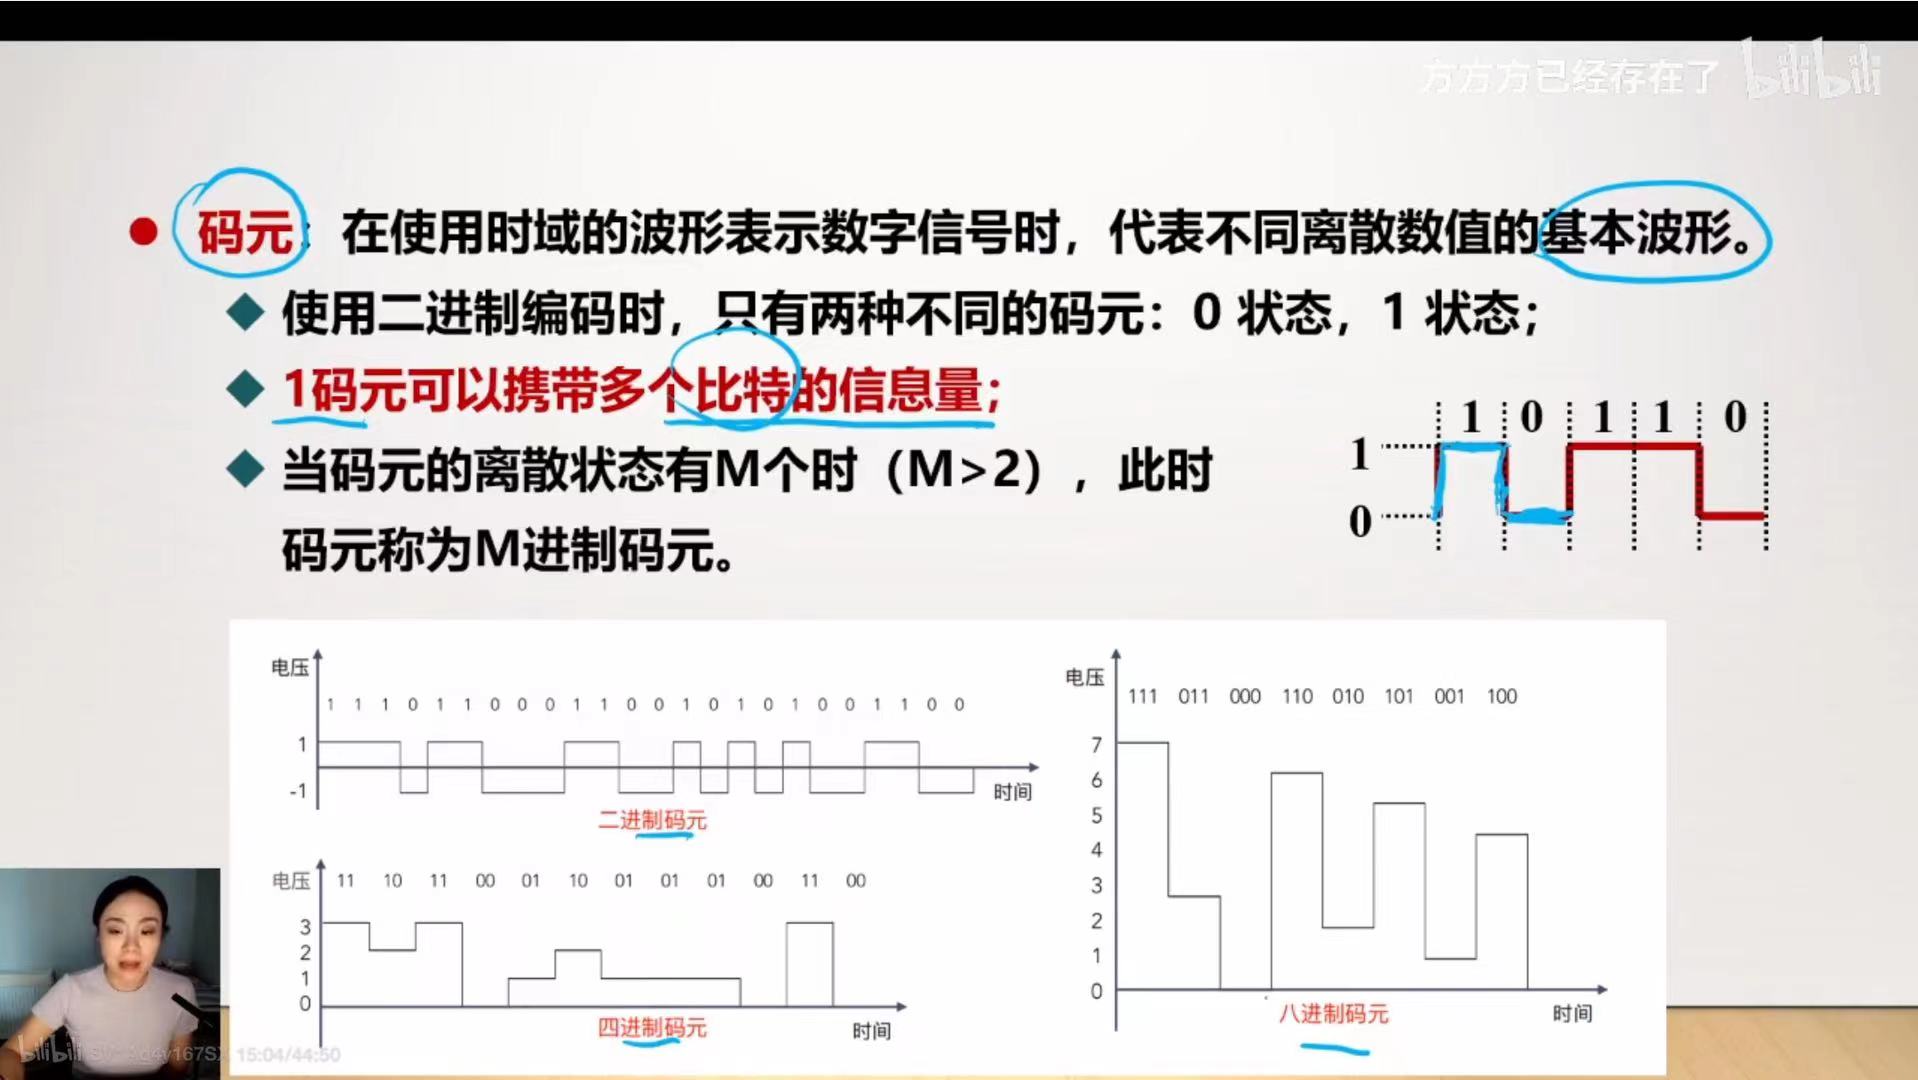 方方方已经存在了 bilibili
码元：在使用时域的波形表示数字信号时，代表不同离散数值的基本波形。
使用二进制编码时，只有两种不同的码元：0 状态，1 状态；
1码元可以携带多个比特的信息量；
当码元的离散状态有M个时（M>2），此时
码元称为M进制码元。
1 0 1 1 0
1
0
电压
1 1 1 0 1 1 0 0 0 1 1 0 0 1 0 1 0 1 0 0 1 1 0 0
1
-1
时间
二进制码元
电压 11 10 11 00 01 10 01 01 01 00 11 00
3
2
1
0
四进制码元
时间
电压
111 011 000 110 010 101 001 100
7
6
5
4
3
2
1
0
八进制码元
时间
bilibili
15:04/44:50